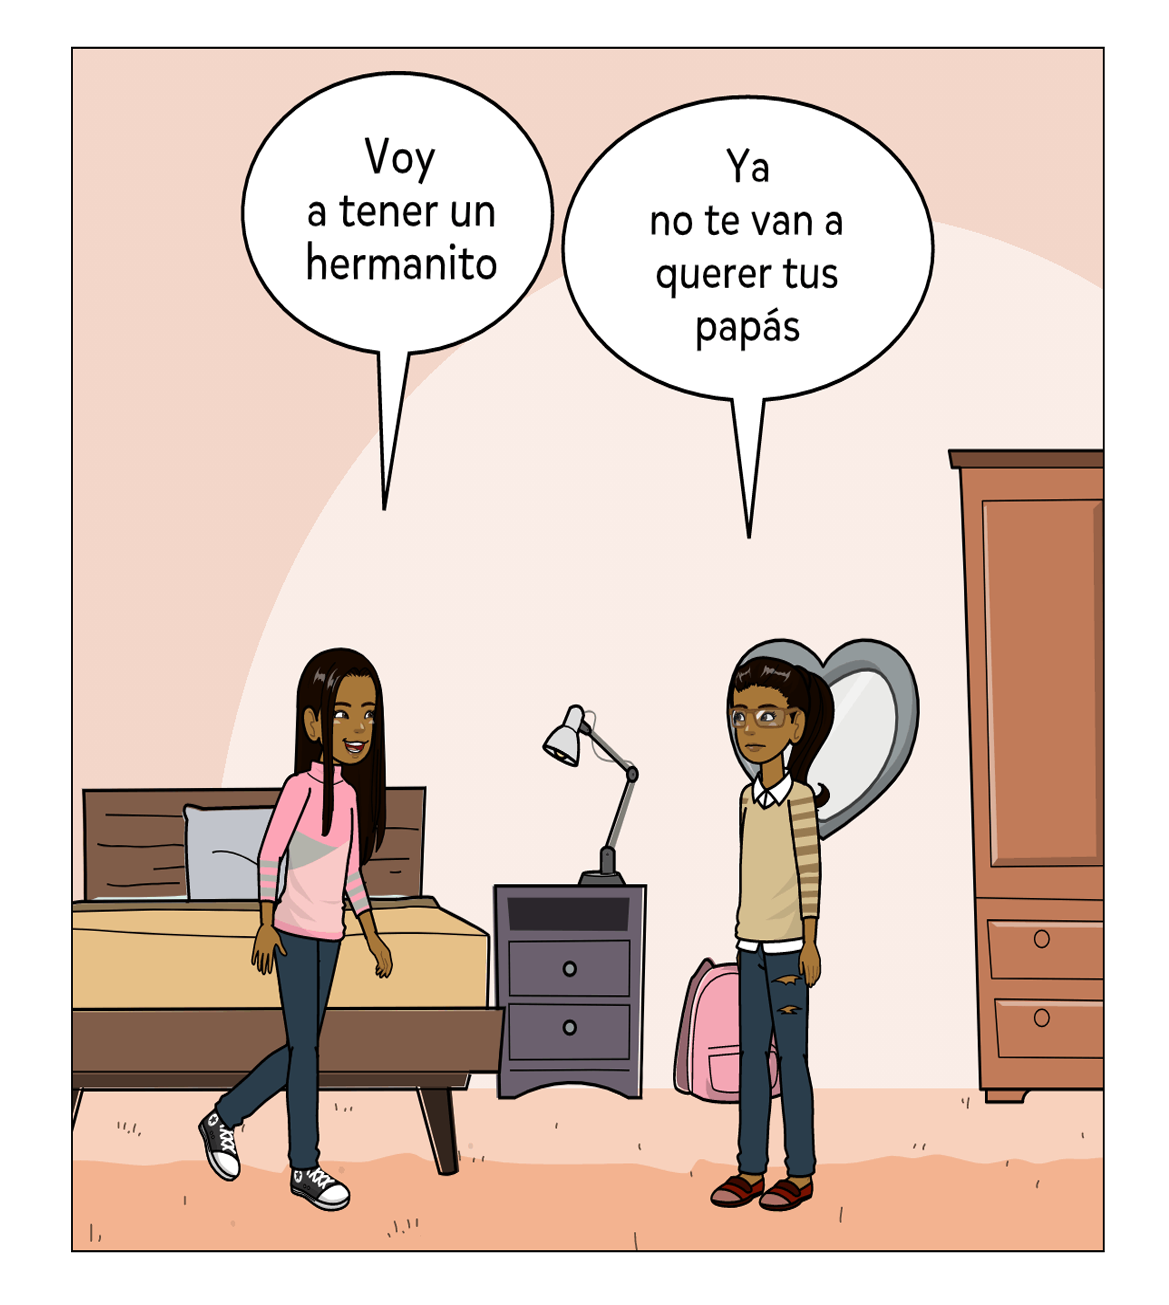 Voy
a tener un
hermanito
Ya
no te van a
querer tus
papás